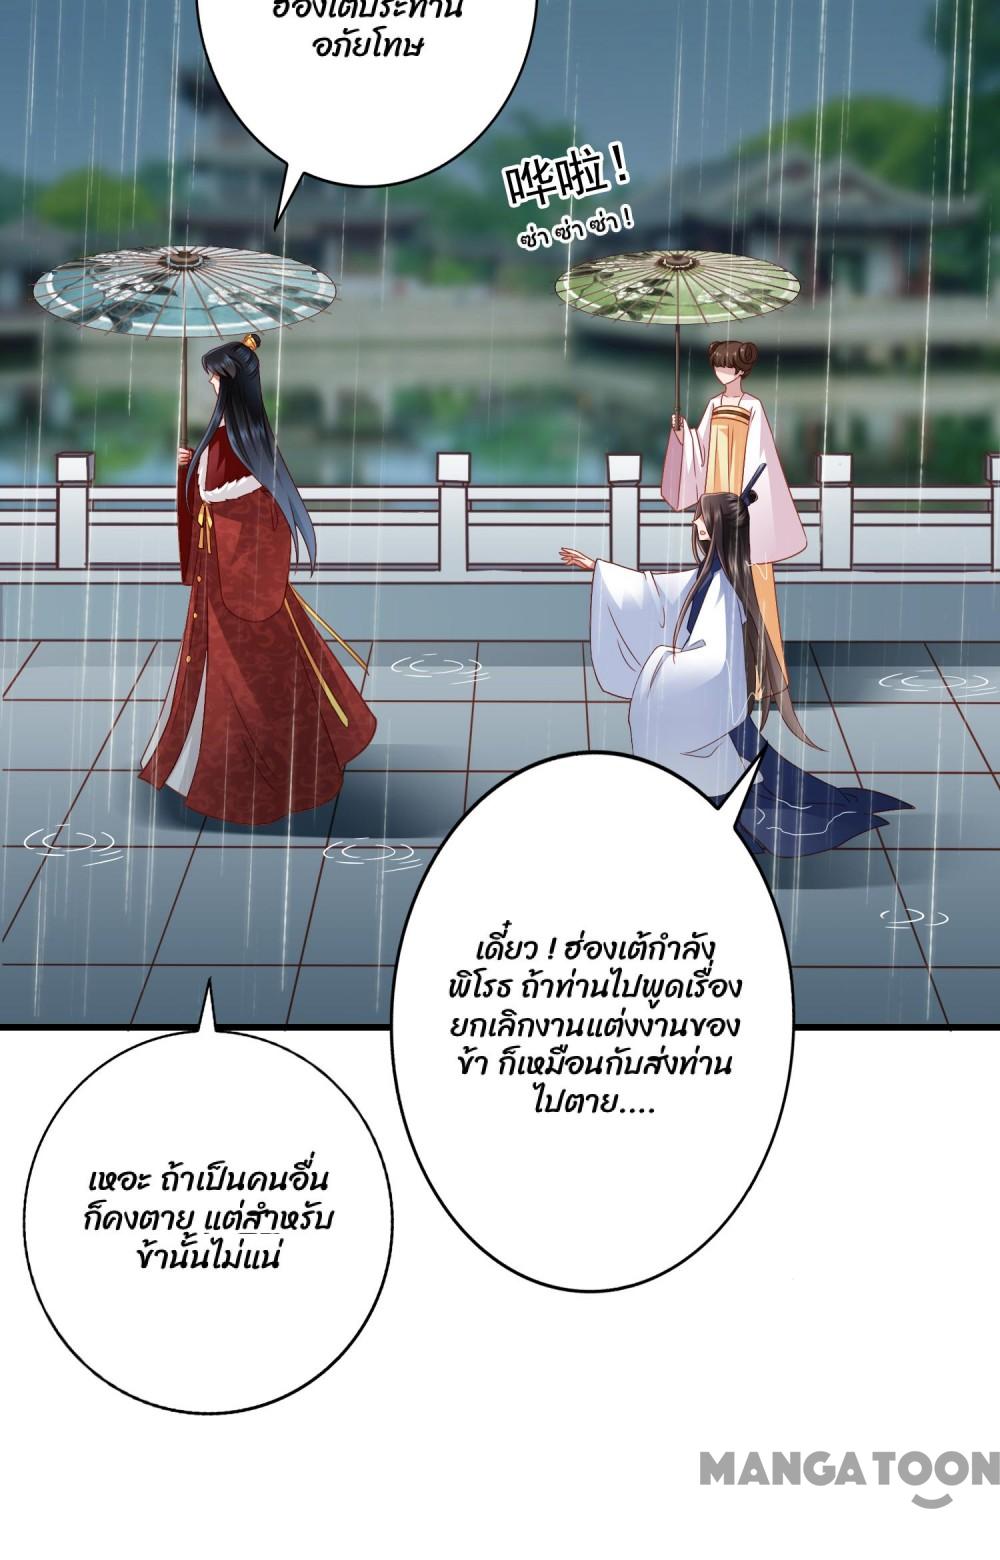 ฮ่องเต้ประทาน
อภัยโทษ
哗啦!
ซ่า ซ่า ซ่า !
เดี๋ยว ! ฮ่องเต้กำลัง
พิโรธ ถ้าท่านไปพูดเรื่อง
ยกเลิกงานแต่งงานของ
ข้า ก็เหมือนกับส่งท่าน
ไปตาย....
เหอะ ถ้าเป็นคนอื่น
ก็คงตาย แต่สำหรับ
ข้านั้นไม่แน่
MANGATOON